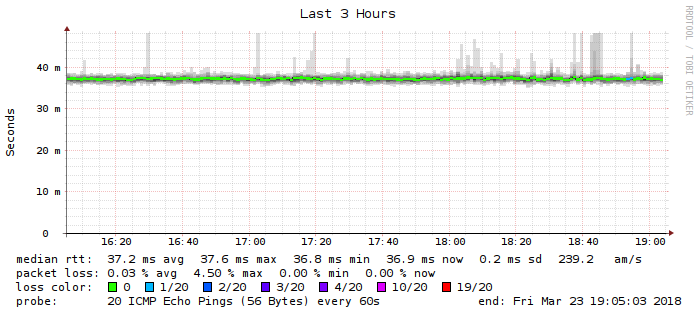 Last 3 Hours
RRDTOOL / TOBI OETIKER
Seconds
40 m
30 m
20 m
10 m
0
16:20 16:40 17:00 17:20 17:40 18:00 18:20 18:40 19:00
median rtt: 37.2 ms avg 37.6 ms max 36.8 ms min 36.9 ms now 0.2 ms sd 239.2 am/s
packet loss: 0.03 % avg 4.50 % max 0.00 % min 0.00 % now
loss color: 0 1/20 2/20 3/20 4/20 10/20 19/20
probe: 20 ICMP Echo Pings (56 Bytes) every 60s end: Fri Mar 23 19:05:03 2018